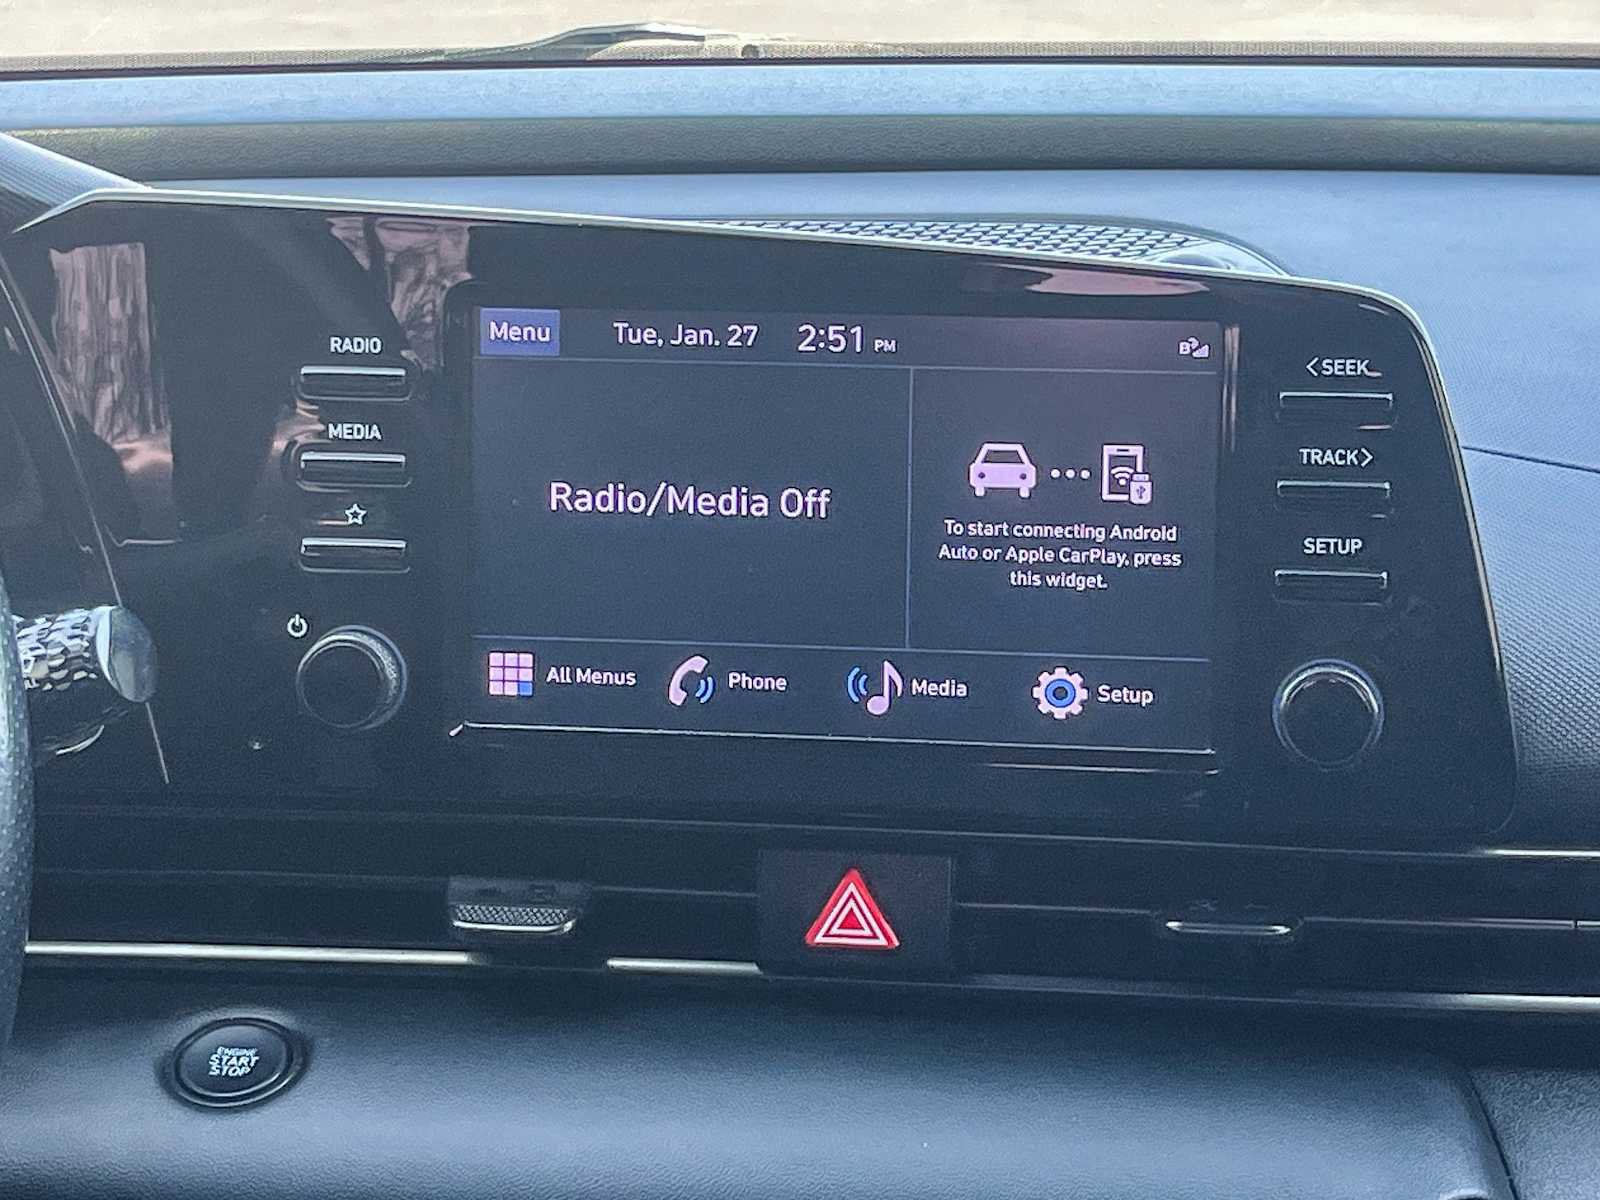 RADIO
MEDIA
Menu
Tue, Jan. 27
2:51 PM
Radio/Media Off
To start connecting Android
Auto or Apple CarPlay, press
this widget.
All Menus
Phone
Media
Setup
<SEEK
TRACK>
SETUP
ENGINE
START
STOP